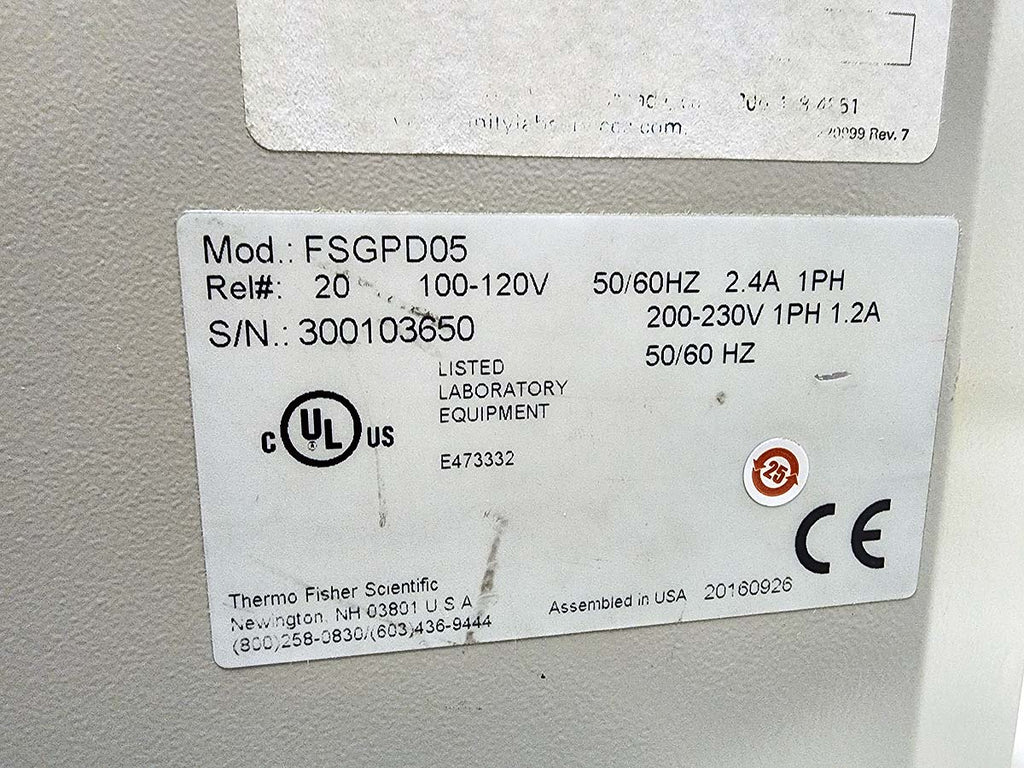 4851
.com.
Rev. 7
Mod.: FSGPD05
Rel#: 20 100-120V 50/60HZ 2.4A 1PH
200-230V 1PH 1.2A
S/N.: 300103650
50/60 HZ
LISTED
LABORATORY
EQUIPMENT
C UL ® US
E473332
25
CE
Thermo Fisher Scientific
Newington, NH 03801 U S A
(800)258-0830/(603)436-9444
Assembled in USA 20160926